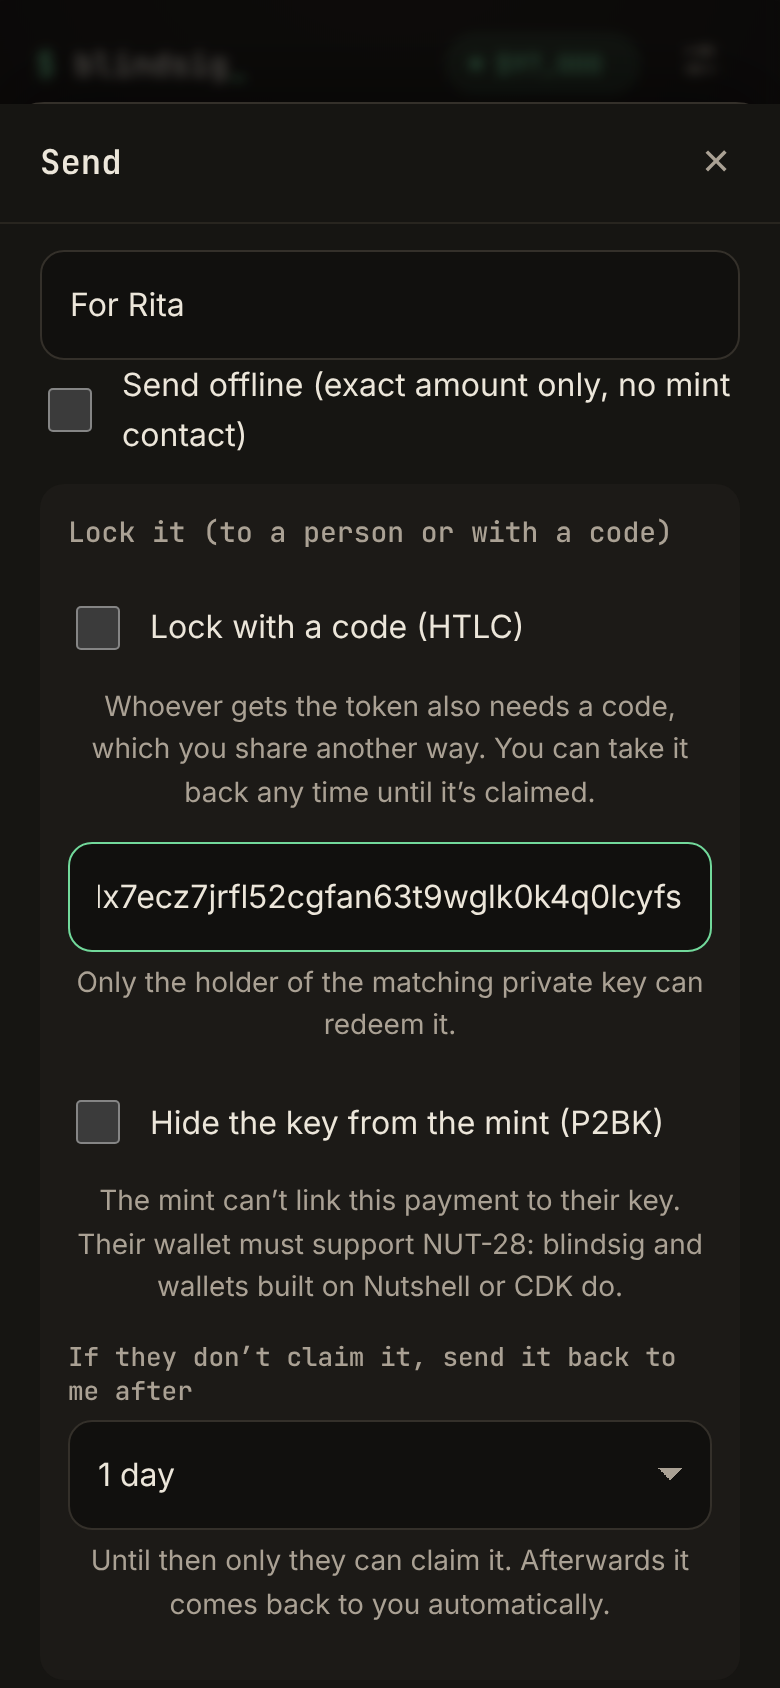 $ blindsig_
Send
For Rita
Send offline (exact amount only, no mint
contact)
Lock it (to a person or with a code)
Lock with a code (HTLC)
Whoever gets the token also needs a code,
which you share another way. You can take it
back any time until it’s claimed.
lx7ecz7jrfl52cgfan63t9wglk0k4q0lcyfs
Only the holder of the matching private key can
redeem it.
Hide the key from the mint (P2BK)
The mint can’t link this payment to their key.
Their wallet must support NUT-28: blindsig and
wallets built on Nutshell or CDK do.
If they don’t claim it, send it back to
me after
1 day
Until then only they can claim it. Afterwards it
comes back to you automatically.